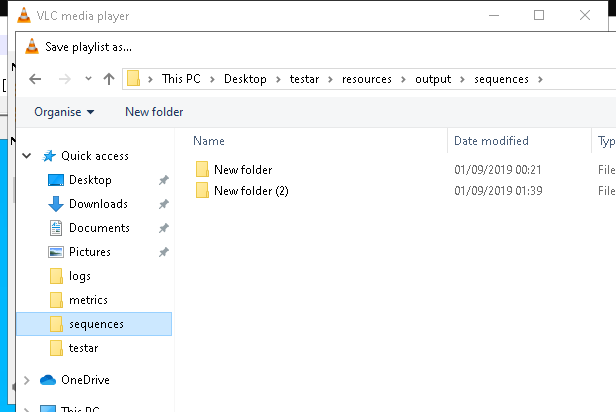 VLC media player
Save playlist as...
This PC > Desktop > testar > resources > output > sequences >
Organise New folder
Name Date modified Typ
Quick access
New folder 01/09/2019 00:21 File
New folder (2) 01/09/2019 01:39 File
Desktop
Downloads
Documents
Pictures
logs
metrics
sequences
testar
OneDrive
This PC